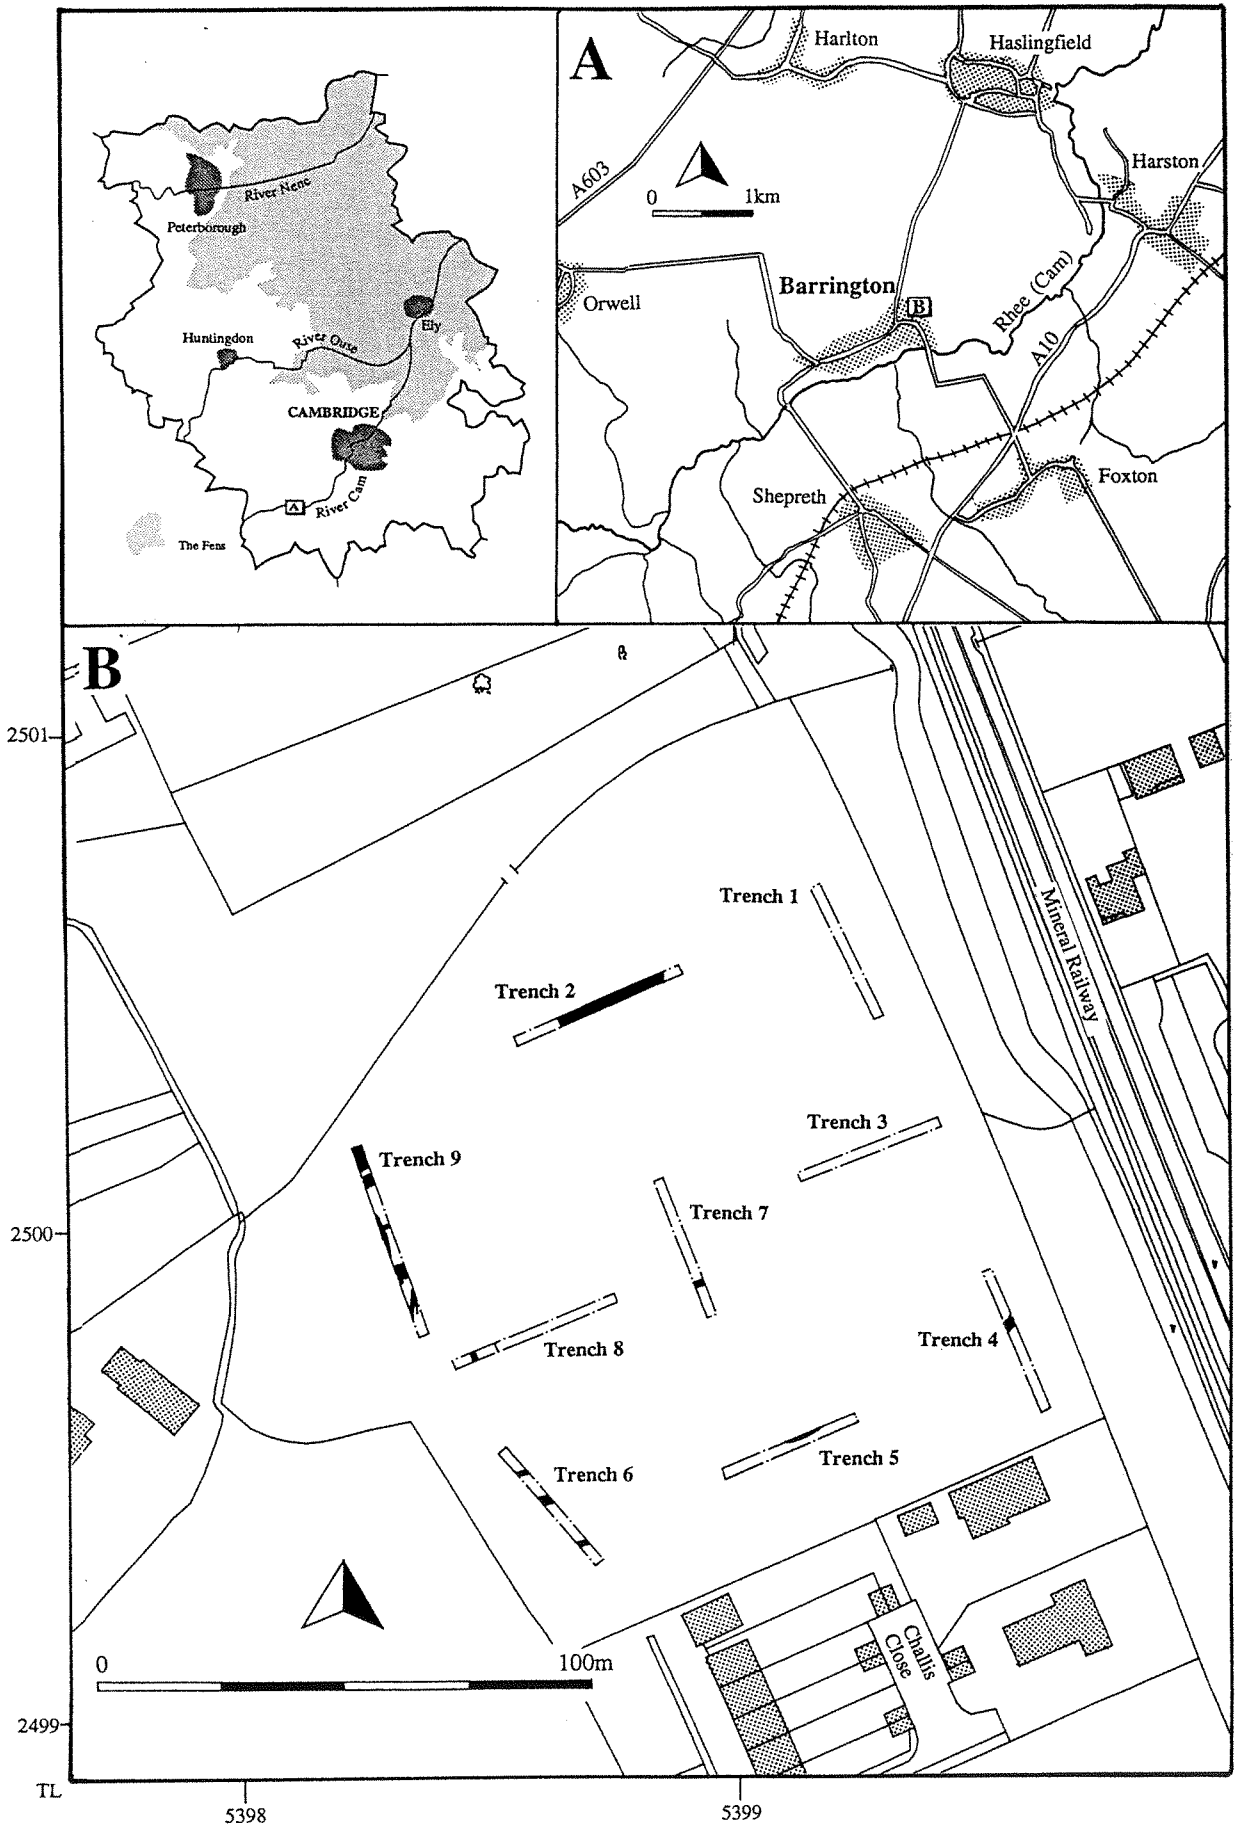 River Nene
Peterborough
Huntingdon
River Ouse
Ely
CAMBRIDGE
A
River Cam
The Fens
A
Harlton
Haslingfield
A603
0 1km
Harston
Orwell
Barrington
B
Rhee (Cam)
A10
Shepreth
Foxton
B
2501
Trench 1
Mineral Railway
Trench 2
Trench 3
Trench 9
Trench 7
2500
Trench 4
Trench 8
Trench 5
Trench 6
Challis
Close
0 100m
2499
TL
5398
5399